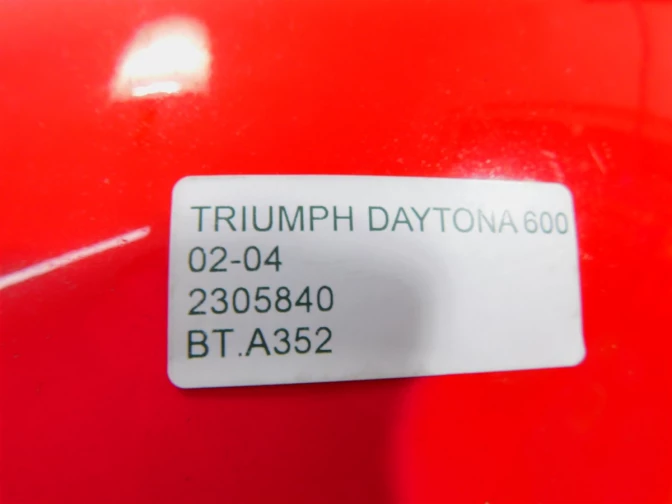 TRIUMPH DAYTONA 600
02-04
2305840
BT.A352